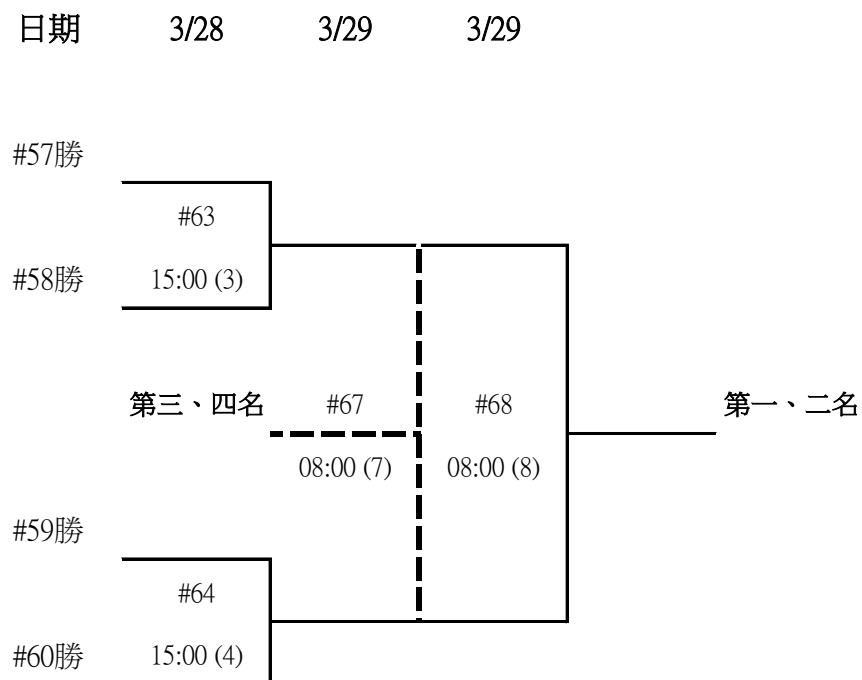 日期 3/28 3/29 3/29
#57勝
#63
#58勝 15:00 (3)
第三、四名 #67 #68 第一、二名
08:00 (7) 08:00 (8)
#59勝
#64
#60勝 15:00 (4)